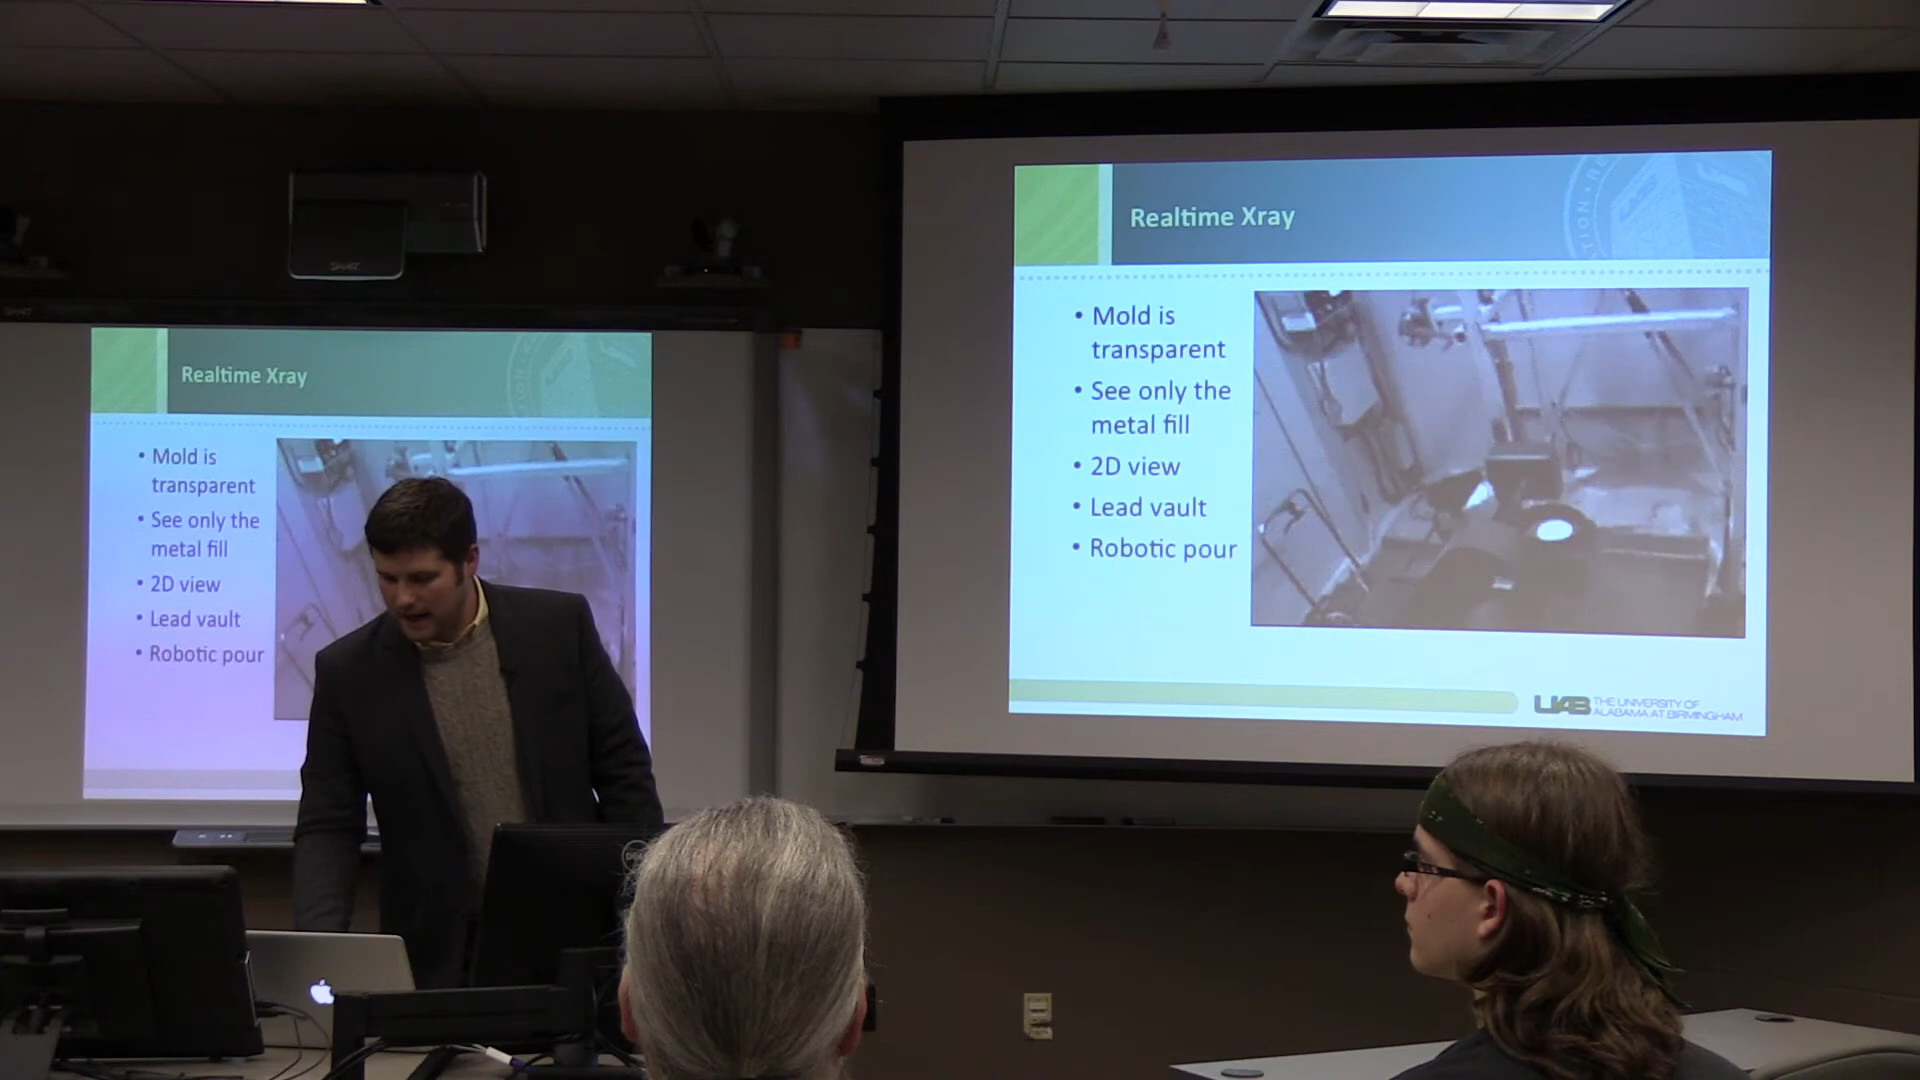 SMART
Realtime Xray
• Mold is
transparent
• See only the
metal fill
• 2D view
• Lead vault
• Robotic pour
Realtime Xray
• Mold is
transparent
• See only the
metal fill
• 2D view
• Lead vault
• Robotic pour
UAB THE UNIVERSITY OF
ALABAMA AT BIRMINGHAM
DELL